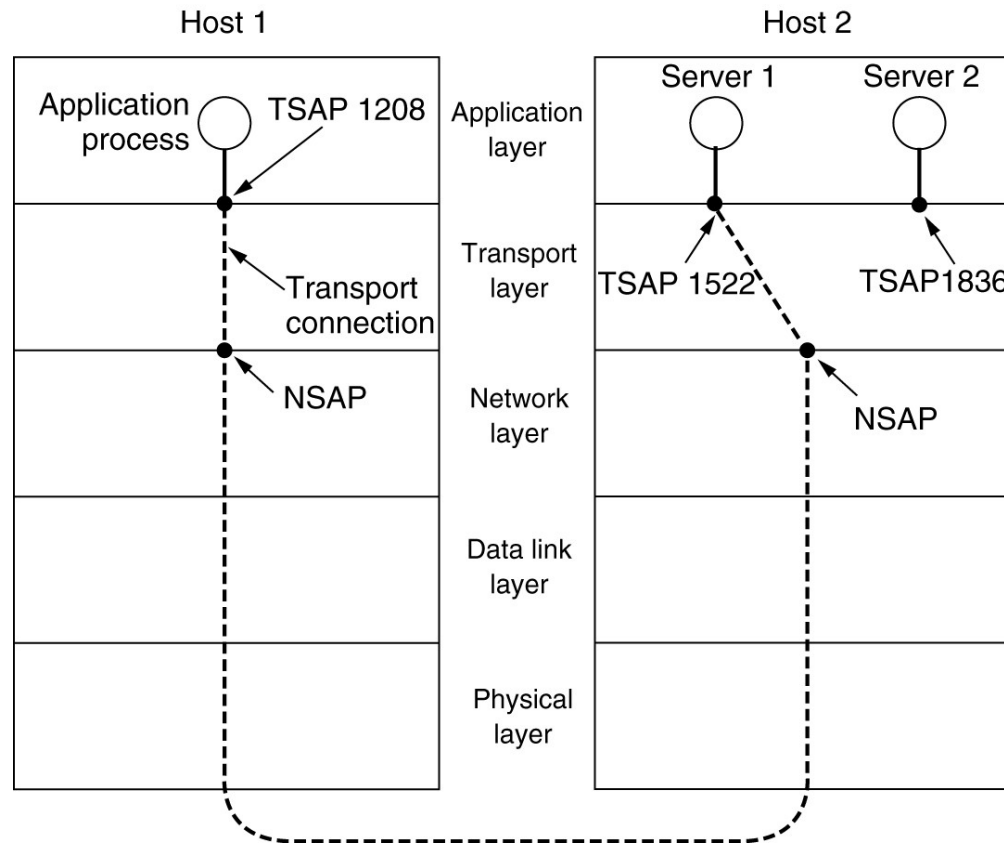 Host 1
Host 2
Application
process
TSAP 1208
Application
layer
Server 1
Server 2
Transport
connection
Transport
layer
TSAP 1522
TSAP1836
NSAP
Network
layer
NSAP
Data link
layer
Physical
layer